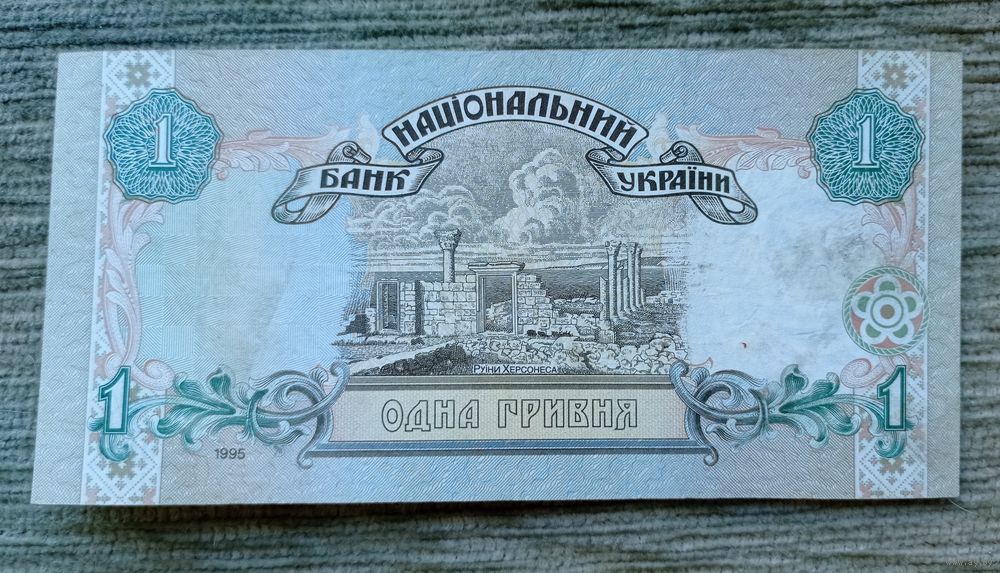 НАЦІОНАЛЬНИЙ
БАНК УКРАЇНИ
1 1
РУЇНИ ХЕРСОНЕСА
1 1
ОДНА ГРИВНЯ
1995